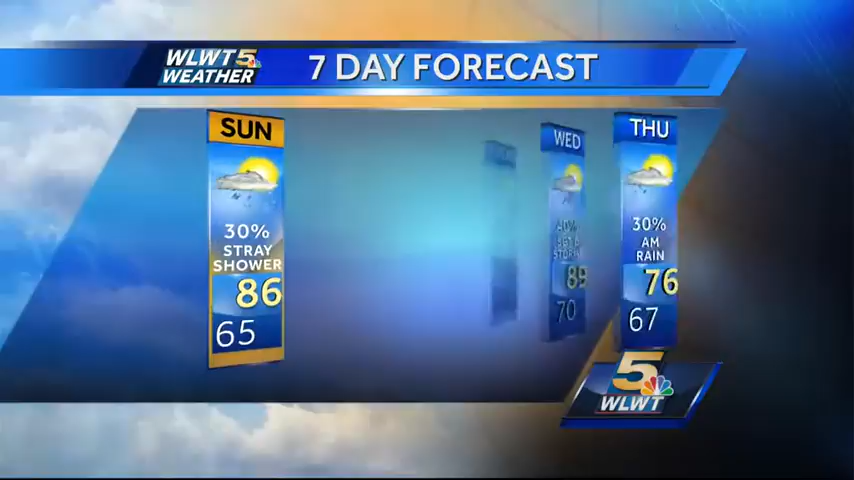 WLWT 5
WEATHER
7 DAY FORECAST
SUN
30%
STRAY
SHOWER
86
65
WED
89
70
THU
30%
AM
RAIN
76
67
5
WLWT